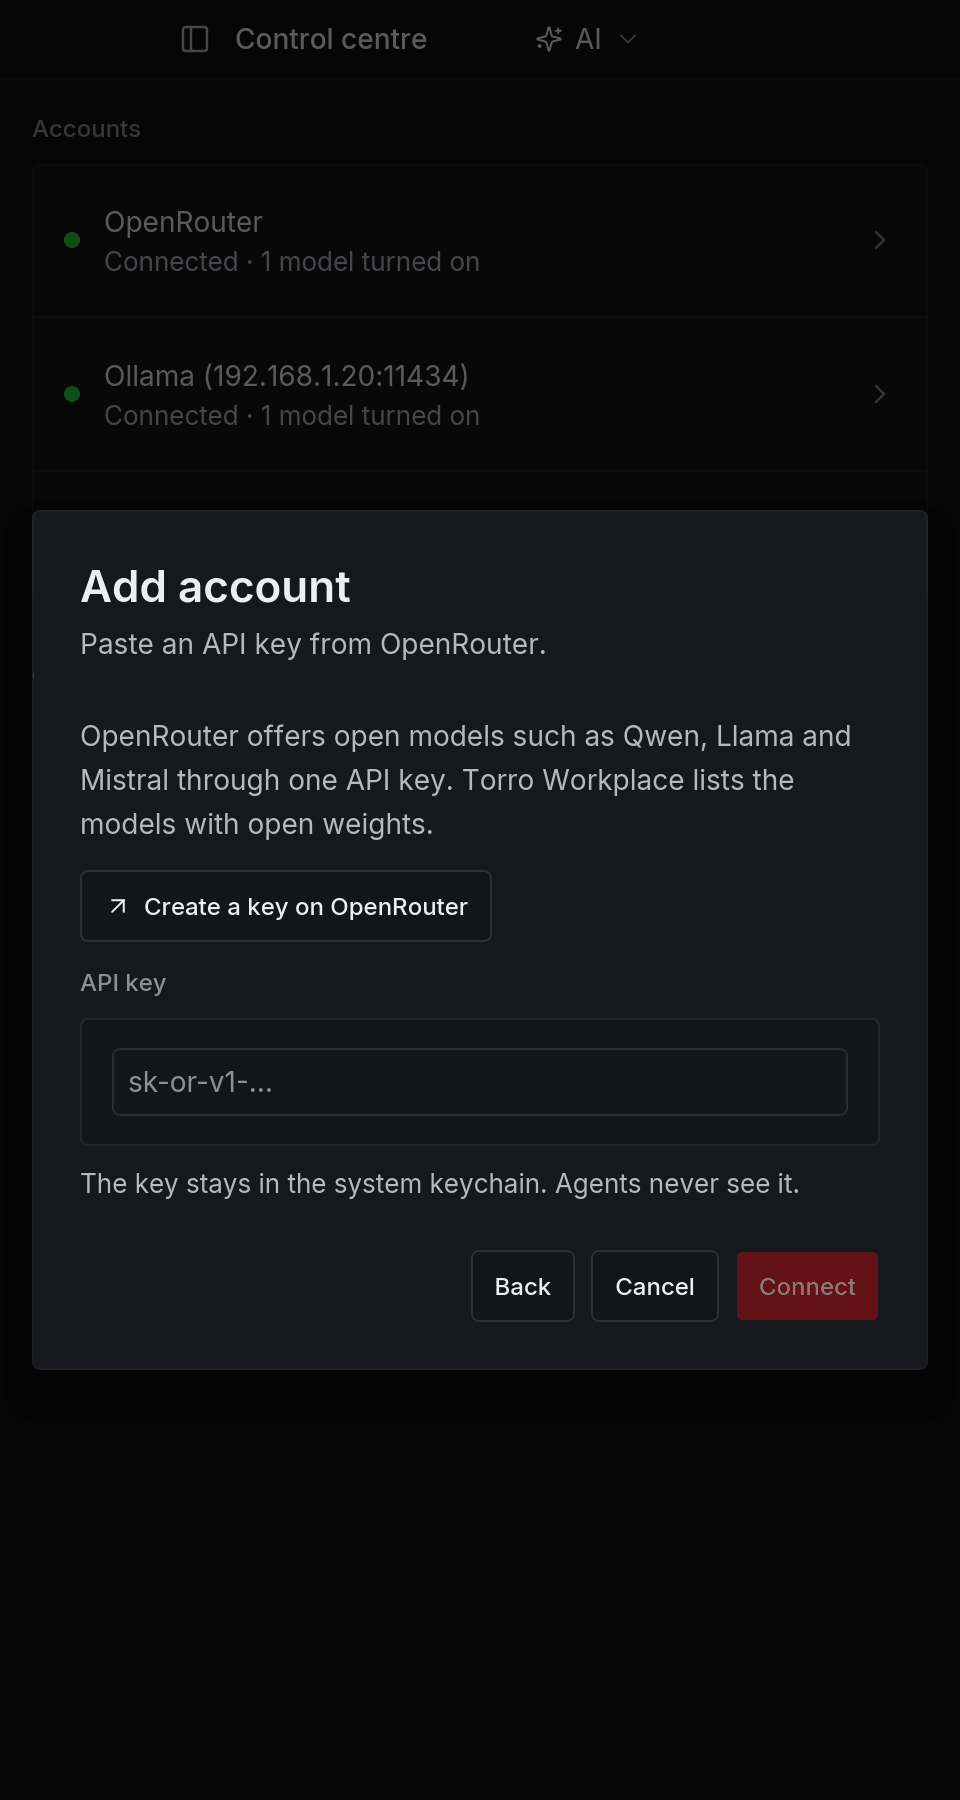 Control centre
AI
Accounts
OpenRouter
Connected · 1 model turned on
Ollama (192.168.1.20:11434)
Connected · 1 model turned on
Add account
Paste an API key from OpenRouter.
OpenRouter offers open models such as Qwen, Llama and
Mistral through one API key. Torro Workplace lists the
models with open weights.
Create a key on OpenRouter
API key
sk-or-v1-...
The key stays in the system keychain. Agents never see it.
Back
Cancel
Connect